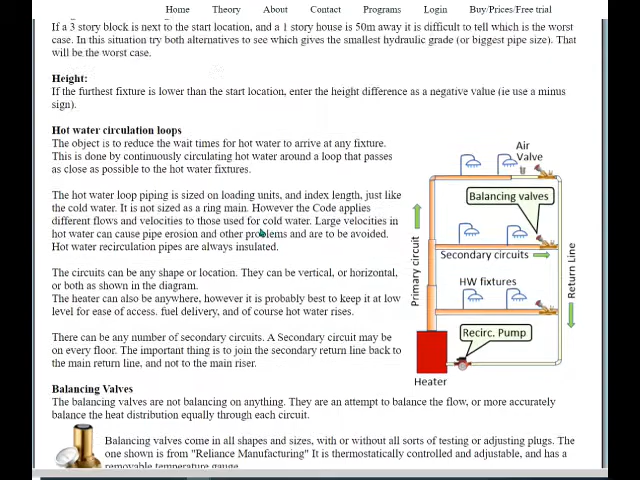 Home Theory About Contact Programs Login Buy/Prices/Free trial
If a 3 story block is next to the start location, and a 1 story house is 50m away it is difficult to tell which is the worst
case. In this situation try both alternatives to see which gives the smallest hydraulic grade (or biggest pipe size). That
will be the worst case.
Height:
If the furthest fixture is lower than the start location, enter the height difference as a negative value (ie use a minus
sign).
Hot water circulation loops
The object is to reduce the wait times for hot water to arrive at any fixture.
This is done by continuously circulating hot water around a loop that passes
as close as possible to the hot water fixtures.
The hot water loop piping is sized on loading units, and index length, just like
the cold water. It is not sized as a ring main. However the Code applies
different flows and velocities to those used for cold water. Large velocities in
hot water can cause pipe erosion and other problems and are to be avoided.
Hot water recirculation pipes are always insulated.
The circuits can be any shape or location. They can be vertical, or horizontal,
or both as shown in the diagram.
The heater can also be anywhere, however it is probably best to keep it at low
level for ease of access. fuel delivery, and of course hot water rises.
There can be any number of secondary circuits. A Secondary circuit may be
on every floor. The important thing is to join the secondary return line back to
the main return line, and not to the main riser.
Air
Valve
Balancing valves
Secondary circuits
Primary circuit
Return Line
HW fixtures
Recirc. Pump
Heater
Balancing Valves
The balancing valves are not balancing on anything. They are an attempt to balance the flow, or more accurately
balance the heat distribution equally through each circuit.
Balancing valves come in all shapes and sizes, with or without all sorts of testing or adjusting plugs. The
one shown is from "Reliance Manufacturing" It is thermostatically controlled and adjustable, and has a
removable temperature gauge.